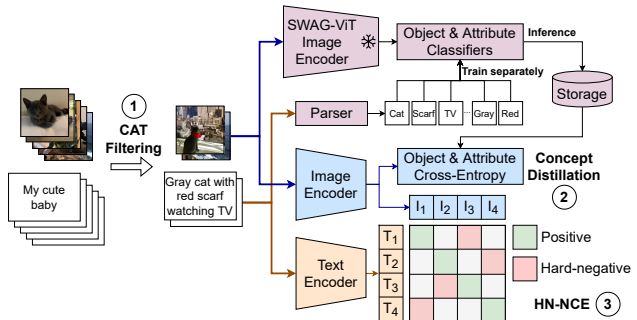 SWAG-ViT
Image
Encoder
Object & Attribute
Classifiers
Inference
Train separately
Storage
1
CAT
Filtering
Parser
Cat
Scarf
TV
...
Gray
Red
My cute
baby
Gray cat with
red scarf
watching TV
Image
Encoder
Object & Attribute
Cross-Entropy
Concept
Distillation
2
I1 I2 I3 I4
Text
Encoder
T1
T2
T3
T4
Positive
Hard-negative
HN-NCE 3